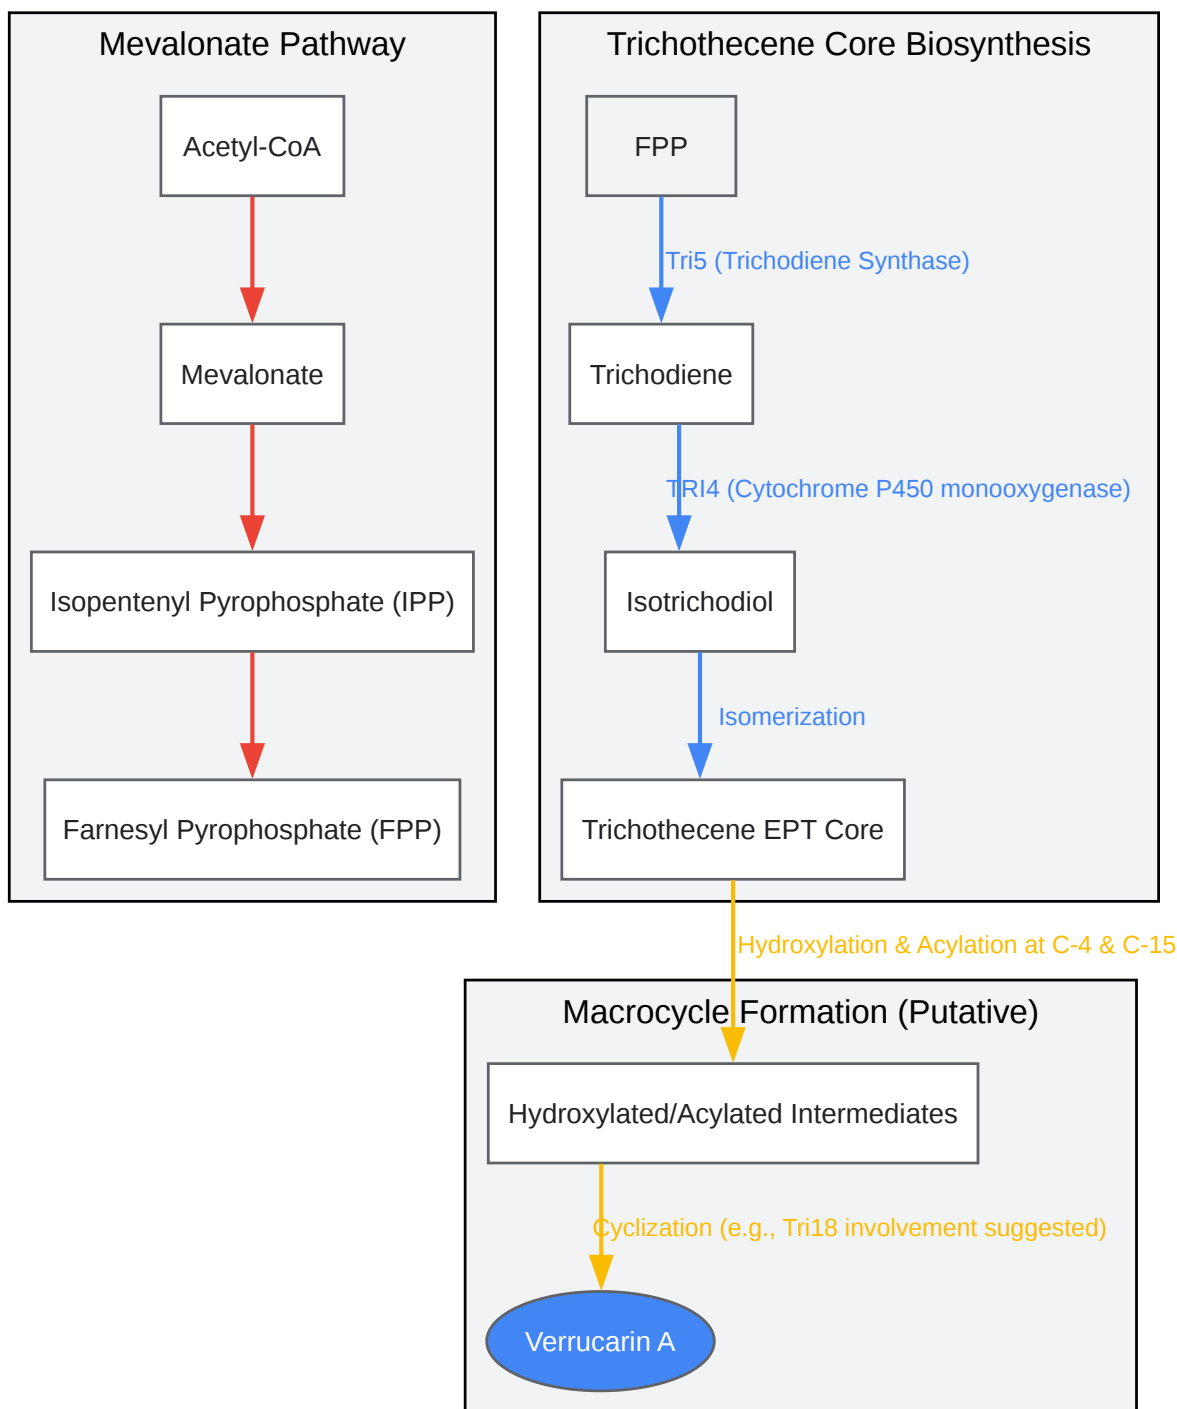 Mevalonate Pathway
Acetyl-CoA
Mevalonate
Isopentenyl Pyrophosphate (IPP)
Farnesyl Pyrophosphate (FPP)
Trichothecene Core Biosynthesis
FPP
Tri5 (Trichodiene Synthase)
Trichodiene
TRI4 (Cytochrome P450 monooxygenase)
Isotrichodiol
Isomerization
Trichothecene EPT Core
Hydroxylation & Acylation at C-4 & C-15
Macrocycle Formation (Putative)
Hydroxylated/Acylated Intermediates
Cyclization (e.g., Tri18 involvement suggested)
Verrucarin A